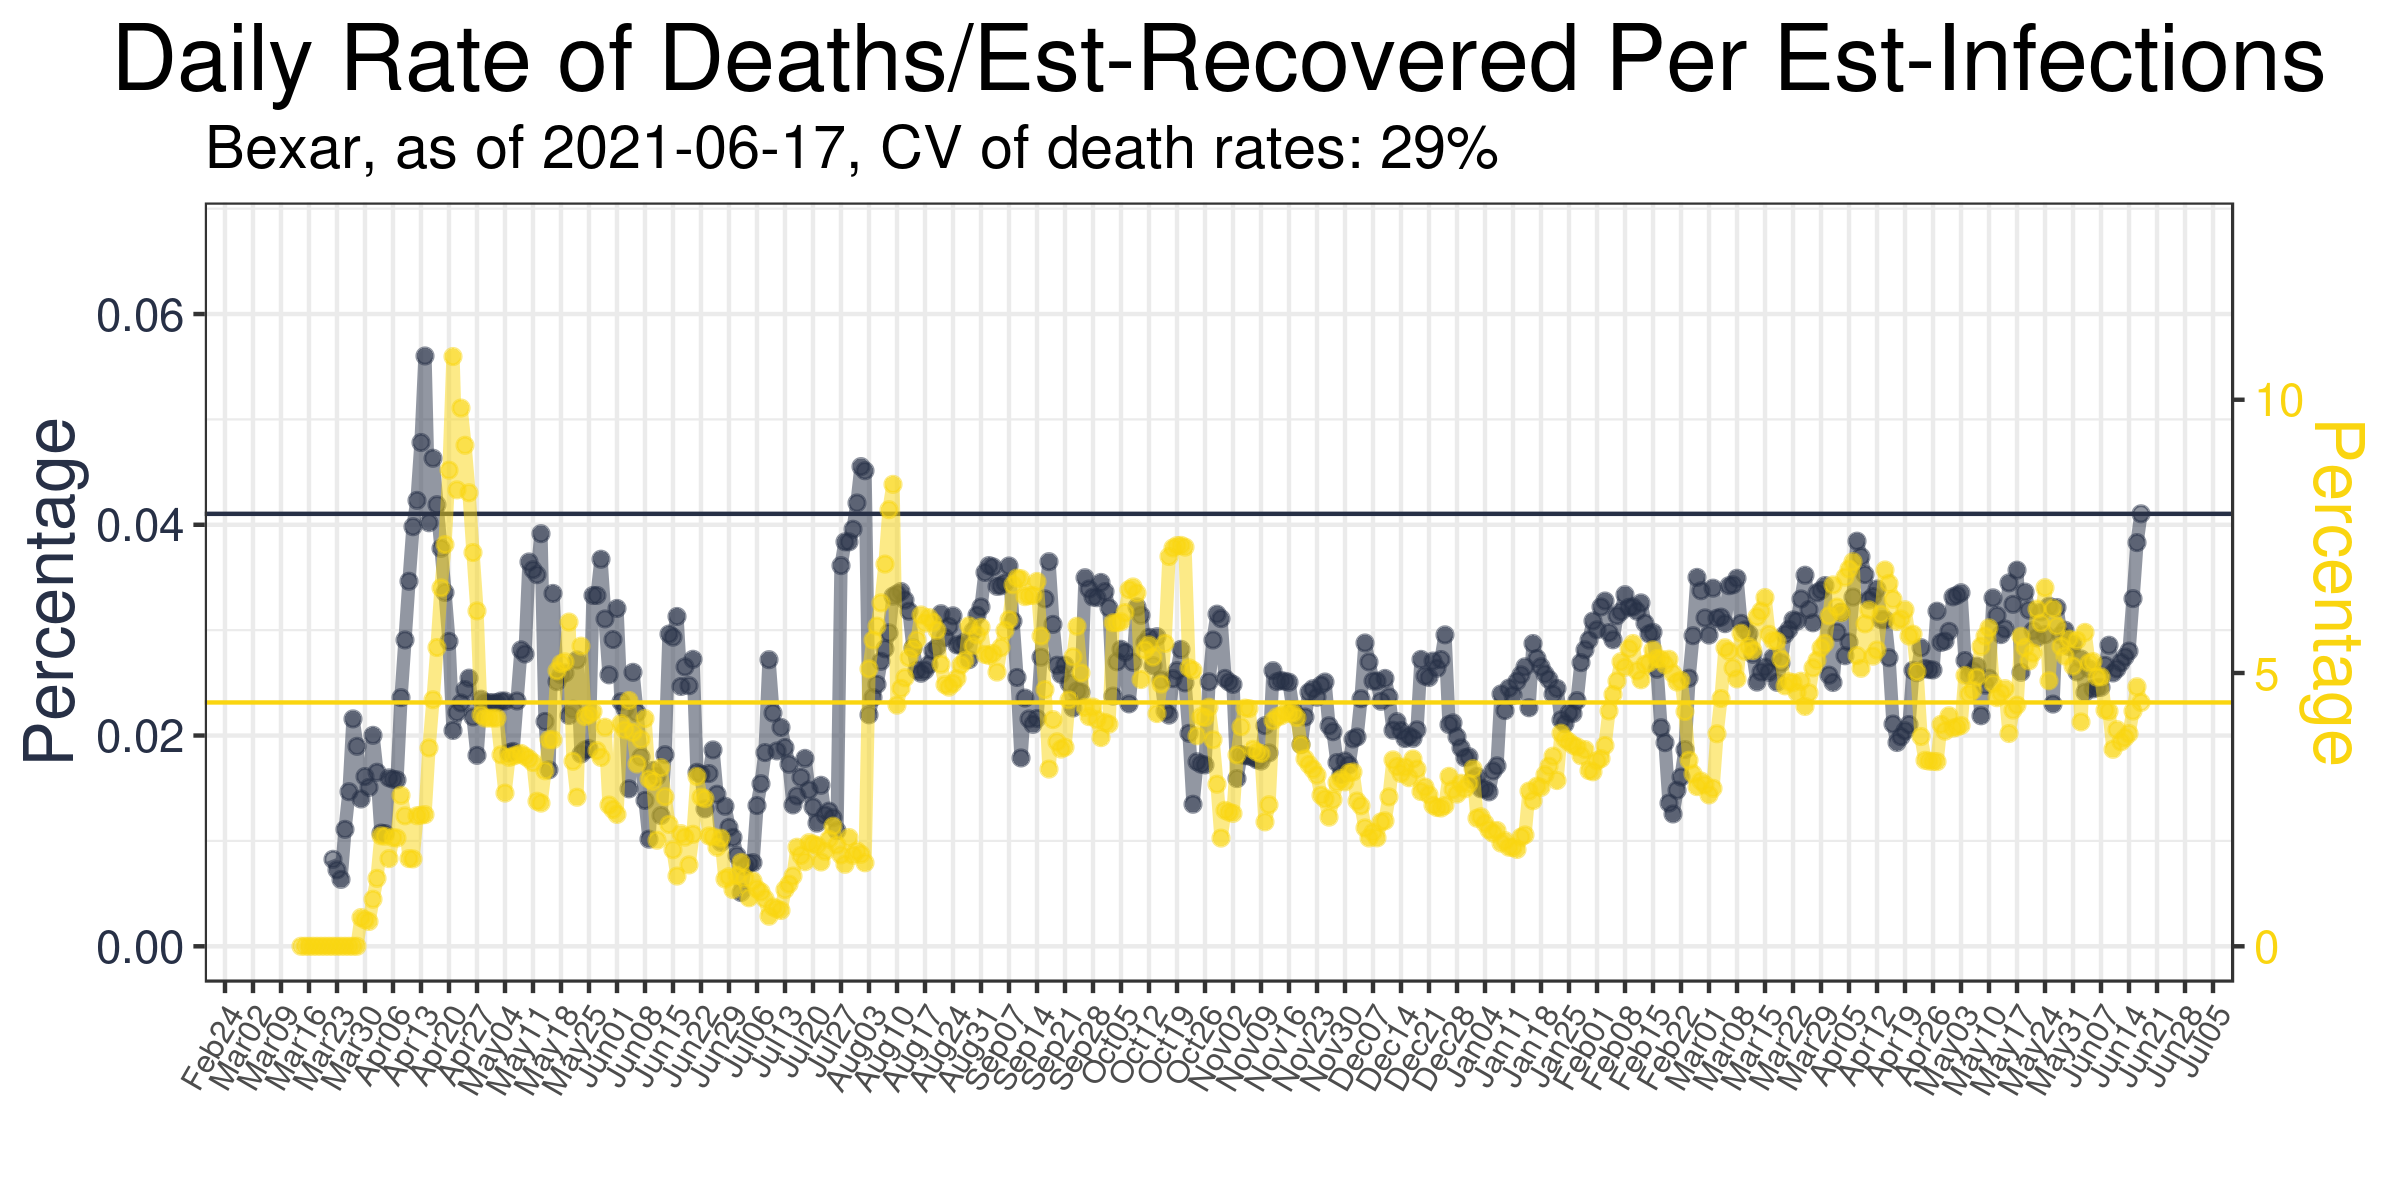 Daily Rate of Deaths/Est-Recovered Per Est-Infections
Bexar, as of 2021-06-17, CV of death rates: 29%
Percentage
0.06
0.04
0.02
0.00
10
5
0
Percentage
Feb24
Mar02
Mar09
Mar16
Mar23
Mar30
Apr06
Apr13
Apr20
Apr27
May04
May11
May18
May25
Jun01
Jun08
Jun15
Jun22
Jun29
Jul06
Jul13
Jul20
Jul27
Aug03
Aug10
Aug17
Aug24
Aug31
Sep07
Sep14
Sep21
Sep28
Oct05
Oct12
Oct19
Oct26
Nov02
Nov09
Nov16
Nov23
Nov30
Dec07
Dec14
Dec21
Dec28
Jan04
Jan11
Jan18
Jan25
Feb01
Feb08
Feb15
Feb22
Mar01
Mar08
Mar15
Mar22
Mar29
Apr05
Apr12
Apr19
Apr26
May03
May10
May17
May24
May31
Jun07
Jun14
Jun21
Jun28
Jul05